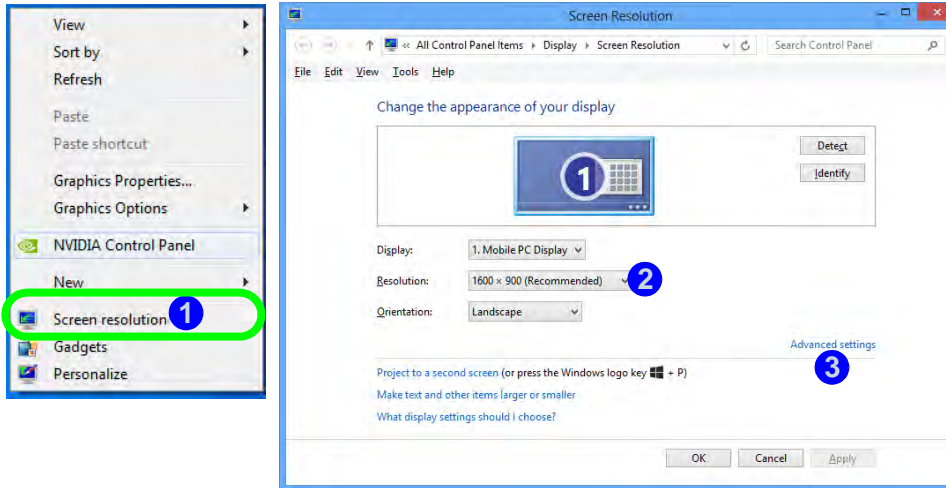 View
Sort by
Refresh
Paste
Paste shortcut
Graphics Properties...
Graphics Options
NVIDIA Control Panel
New
Screen resolution 1
Gadgets
Personalize
Screen Resolution
« All Control Panel Items Display Screen Resolution Search Control Panel
File Edit View Tools Help
Change the appearance of your display
1
Detect
Identify
Display: 1. Mobile PC Display
Resolution: 1600 × 900 (Recommended) 2
Orientation: Landscape
Advanced settings
3
Project to a second screen (or press the Windows logo key + P)
Make text and other items larger or smaller
What display settings should I choose?
OK Cancel Apply